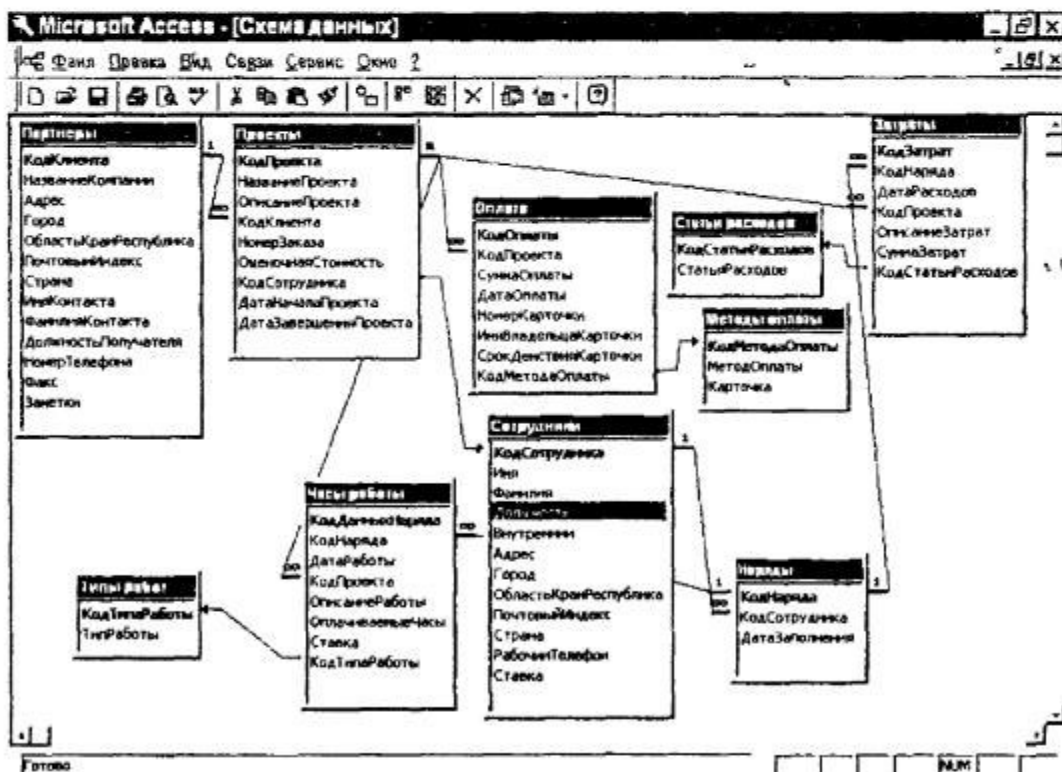 Microsoft Access - [Схема данных]
Файл Правка Вид Связи Сервис Окно ?
Партнеры
КодКлиента
НазваниеКомпании
Адрес
Город
ОбластьКрайРеспублика
ПочтовыйИндекс
Страна
ИмяКонтакта
ФамилияКонтакта
ДолжностьПолучателя
НомерТелефона
Факс
Заметки
Проекты
КодПроекта
НазваниеПроекта
ОписаниеПроекта
КодКлиента
НомерЗаказа
ОценочнаяСтоимость
КодСотрудника
ДатаНачалаПроекта
ДатаЗавершенияПроекта
Оплата
КодОплаты
КодПроекта
СуммаОплаты
ДатаОплаты
НомерКарточки
ИмяВладельцаКарточки
СрокДействияКарточки
КодМетодаОплаты
Статьи расходов
КодСтатьиРасходов
СтатьяРасходов
Затраты
КодЗатрат
КодНаряда
ДатаРасходов
КодПроекта
ОписаниеЗатрат
СуммаЗатрат
КодСтатьиРасходов
Методы оплаты
КодМетодаОплаты
МетодОплаты
Карточка
Сотрудники
КодСотрудника
Имя
Фамилия
Должность
Внутренний
Адрес
Город
ОбластьКрайРеспублика
ПочтовыйИндекс
Страна
РабочийТелефон
Ставка
Часы работы
КодДанныхНаряда
КодНаряда
ДатаРаботы
КодПроекта
ОписаниеРаботы
ОплачиваемыеЧасы
Ставка
КодТипаРаботы
Типы работ
КодТипаРаботы
ТипРаботы
Наряды
КодНаряда
КодСотрудника
ДатаЗаполнения
Готово
NUM